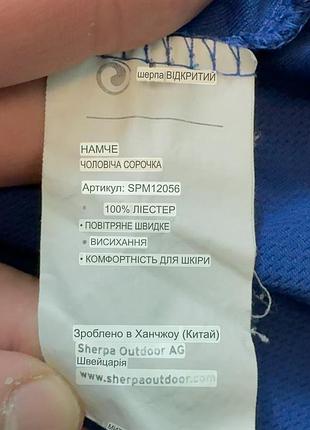 шерпа ВІДКРИТИЙ
НАМЧЕ
ЧОЛОВІЧА СОРОЧКА
Артикул: SPM12056
• 100% ЛІЕСТЕР
• ПОВІТРЯНЕ ШВИДКЕ
• ВИСИХАННЯ
• КОМФОРТНІСТЬ ДЛЯ ШКІРИ
Зроблено в Ханчжоу (Китай)
Sherpa Outdoor AG
Швейцарія
www.sherpaoutdoor.com